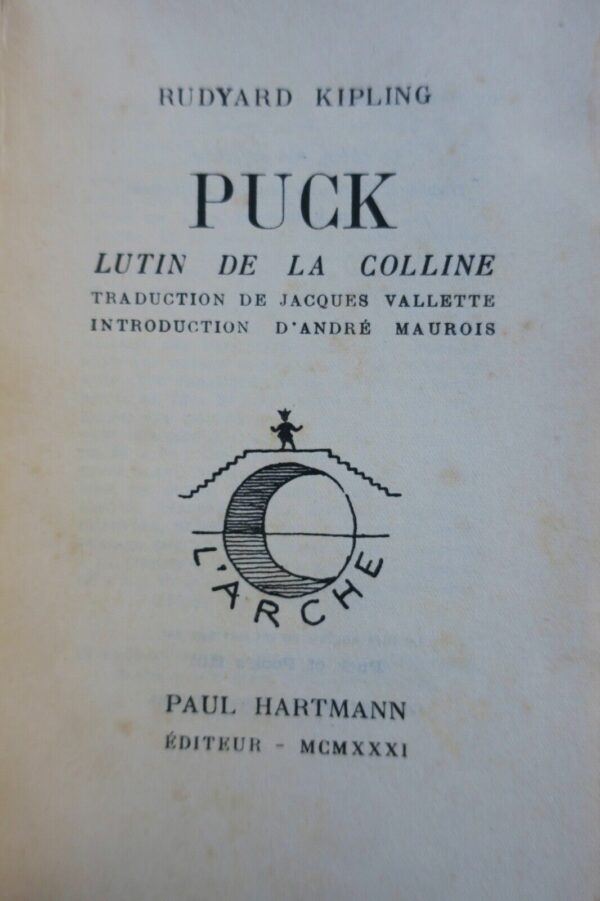 RUDYARD KIPLING
PUCK
LUTIN DE LA COLLINE
TRADUCTION DE JACQUES VALLETTE
INTRODUCTION D'ANDRÉ MAUROIS
L'ARCHE
PAUL HARTMANN
ÉDITEUR - MCMXXXI